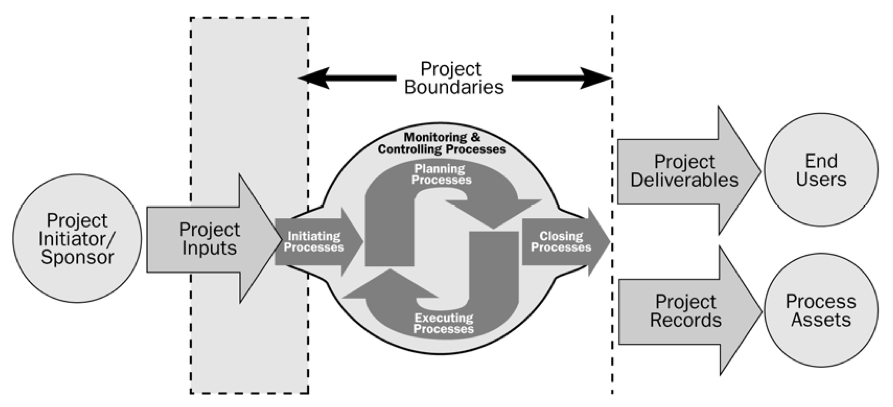 Project
Boundaries
Monitoring &
Controlling Processes
Planning
Processes
Project
Initiator/
Sponsor
Project
Inputs
Initiating
Processes
Closing
Processes
Executing
Processes
Project
Deliverables
End
Users
Project
Records
Process
Assets